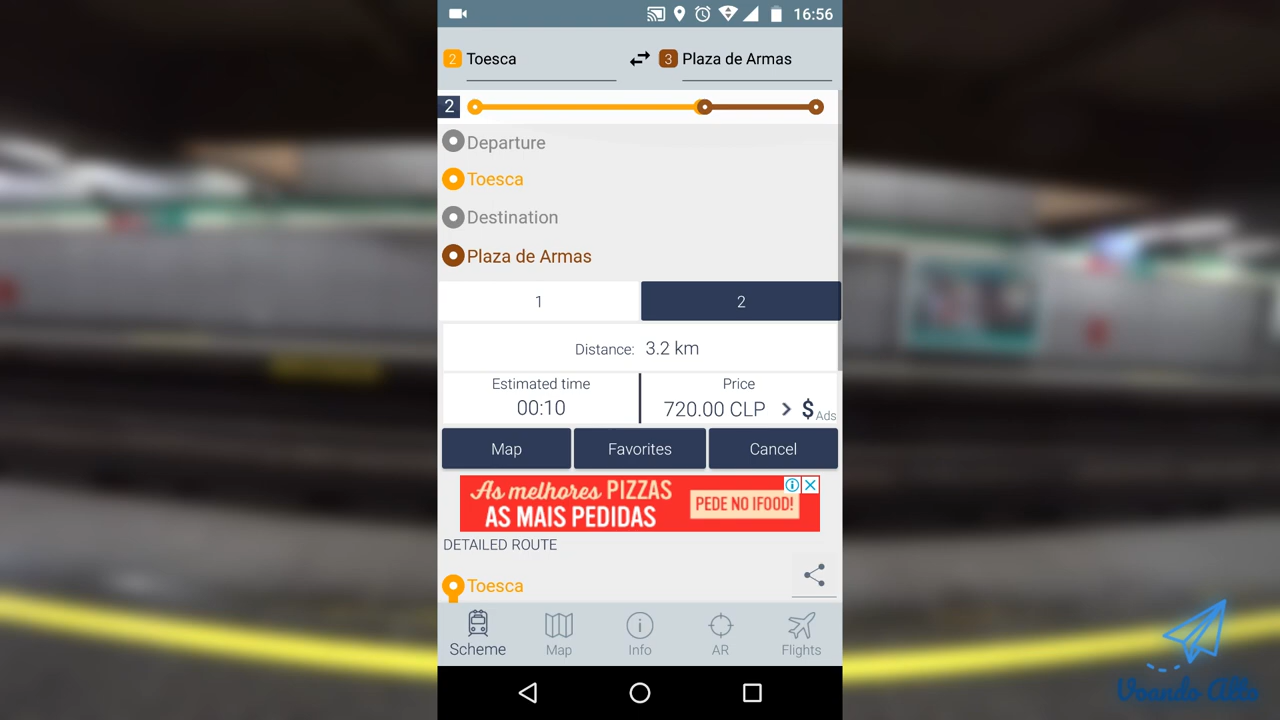 16:56
2 Toesca
3 Plaza de Armas
2
Departure
Toesca
Destination
Plaza de Armas
1
2
Distance: 3.2 km
Estimated time
00:10
Price
720.00 CLP > $ Ads
Map
Favorites
Cancel
As melhores PIZZAS
AS MAIS PEDIDAS
PEDE NO IFOOD!
DETAILED ROUTE
Toesca
Scheme
Map
Info
AR
Flights
Voando Alto